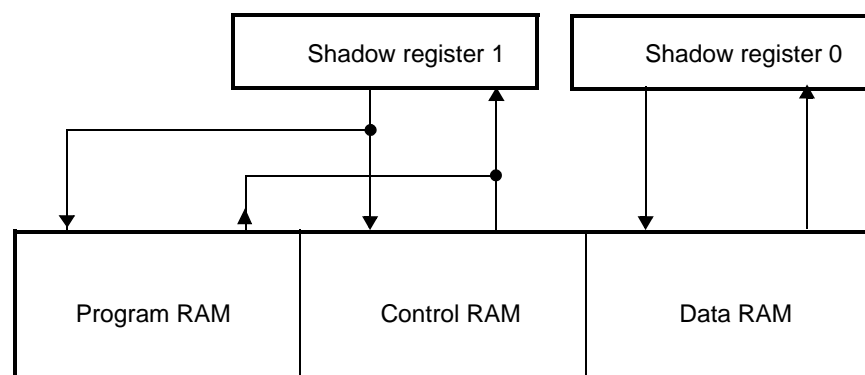 Shadow register 1
Shadow register 0
Program RAM
Control RAM
Data RAM